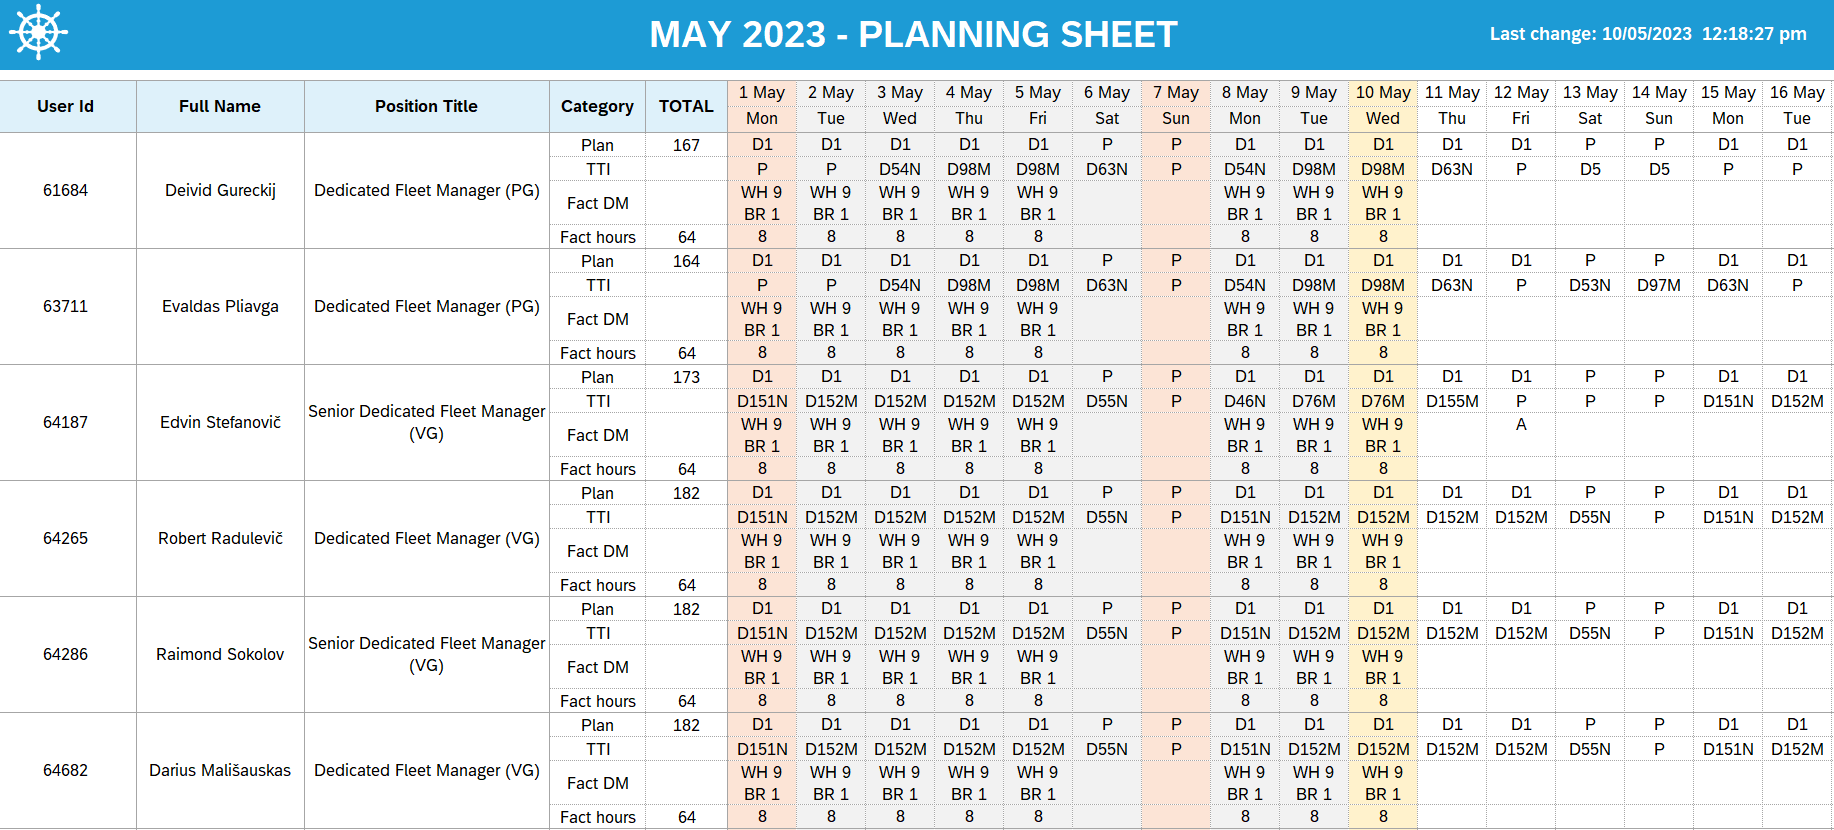 MAY 2023 - PLANNING SHEET
Last change: 10/05/2023 12:18:27 pm
User Id Full Name Position Title Category TOTAL 1 May 2 May 3 May 4 May 5 May 6 May 7 May 8 May 9 May 10 May 11 May 12 May 13 May 14 May 15 May 16 May
Mon Tue Wed Thu Fri Sat Sun Mon Tue Wed Thu Fri Sat Sun Mon Tue
61684 Deivid Gureckij Dedicated Fleet Manager (PG)
Plan 167 D1 D1 D1 D1 D1 P P D1 D1 D1 D1 D1 P P D1 D1
TTI P P D54N D98M D98M D63N P D54N D98M D98M D63N P D5 D5 P P
Fact DM WH 9 WH 9 WH 9 WH 9 WH 9 WH 9 WH 9 WH 9
BR 1 BR 1 BR 1 BR 1 BR 1 BR 1 BR 1 BR 1
Fact hours 64 8 8 8 8 8 8 8 8
63711 Evaldas Pliavga Dedicated Fleet Manager (PG)
Plan 164 D1 D1 D1 D1 D1 P P D1 D1 D1 D1 D1 P P D1 D1
TTI P P D54N D98M D98M D63N P D54N D98M D98M D63N P D53N D97M D63N P
Fact DM WH 9 WH 9 WH 9 WH 9 WH 9 WH 9 WH 9 WH 9
BR 1 BR 1 BR 1 BR 1 BR 1 BR 1 BR 1 BR 1
Fact hours 64 8 8 8 8 8 8 8 8
64187 Edvin Stefanovič Senior Dedicated Fleet Manager
(VG)
Plan 173 D1 D1 D1 D1 D1 P P D1 D1 D1 D1 D1 P P D1 D1
TTI D151N D152M D152M D152M D152M D55N P D46N D76M D76M D155M P P P D151N D152M
Fact DM WH 9 WH 9 WH 9 WH 9 WH 9 WH 9 WH 9 WH 9 A
BR 1 BR 1 BR 1 BR 1 BR 1 BR 1 BR 1 BR 1
Fact hours 64 8 8 8 8 8 8 8 8
64265 Robert Radulevič Dedicated Fleet Manager (VG)
Plan 182 D1 D1 D1 D1 D1 P P D1 D1 D1 D1 D1 P P D1 D1
TTI D151N D152M D152M D152M D152M D55N P D151N D152M D152M D152M D152M D55N P D151N D152M
Fact DM WH 9 WH 9 WH 9 WH 9 WH 9 WH 9 WH 9 WH 9
BR 1 BR 1 BR 1 BR 1 BR 1 BR 1 BR 1 BR 1
Fact hours 64 8 8 8 8 8 8 8 8
64286 Raimond Sokolov Senior Dedicated Fleet Manager
(VG)
Plan 182 D1 D1 D1 D1 D1 P P D1 D1 D1 D1 D1 P P D1 D1
TTI D151N D152M D152M D152M D152M D55N P D151N D152M D152M D152M D152M D55N P D151N D152M
Fact DM WH 9 WH 9 WH 9 WH 9 WH 9 WH 9 WH 9 WH 9
BR 1 BR 1 BR 1 BR 1 BR 1 BR 1 BR 1 BR 1
Fact hours 64 8 8 8 8 8 8 8 8
64682 Darius Mališauskas Dedicated Fleet Manager (VG)
Plan 182 D1 D1 D1 D1 D1 P P D1 D1 D1 D1 D1 P P D1 D1
TTI D151N D152M D152M D152M D152M D55N P D151N D152M D152M D152M D152M D55N P D151N D152M
Fact DM WH 9 WH 9 WH 9 WH 9 WH 9 WH 9 WH 9 WH 9
BR 1 BR 1 BR 1 BR 1 BR 1 BR 1 BR 1 BR 1
Fact hours 64 8 8 8 8 8 8 8 8